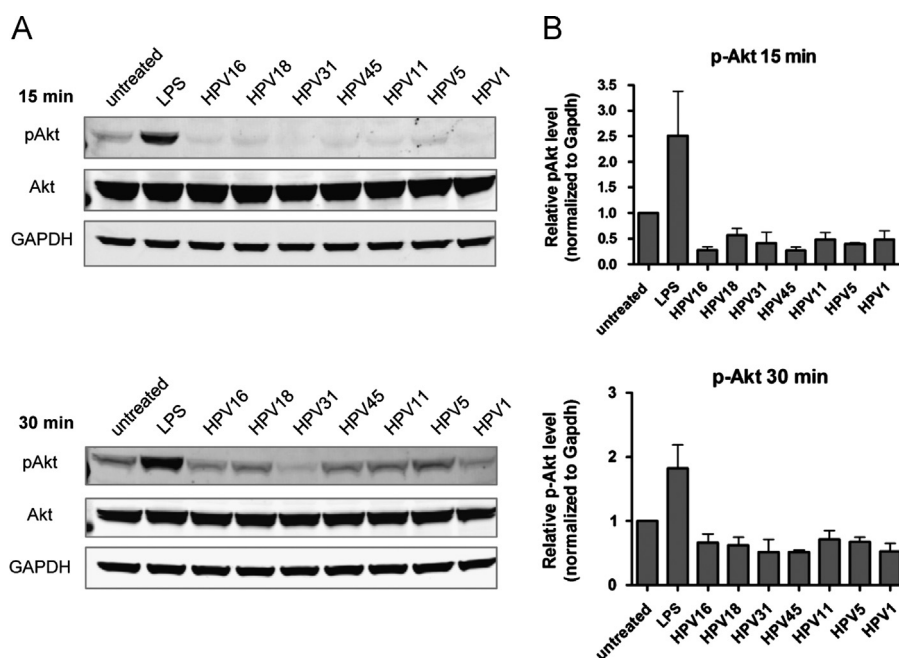 A
15 min
untreated LPS HPV16 HPV18 HPV31 HPV45 HPV11 HPV5 HPV1
pAkt
Akt
GAPDH
30 min
untreated LPS HPV16 HPV18 HPV31 HPV45 HPV11 HPV5 HPV1
pAkt
Akt
GAPDH
B
p-Akt 15 min
Relative pAkt level
(normalized to Gapdh)
3.5
3.0
2.5
2.0
1.5
1.0
0.5
0.0
untreated LPS HPV16 HPV18 HPV31 HPV45 HPV11 HPV5 HPV1
p-Akt 30 min
Relative p-Akt level
(normalized to Gapdh)
3
2
1
0
untreated LPS HPV16 HPV18 HPV31 HPV45 HPV11 HPV5 HPV1